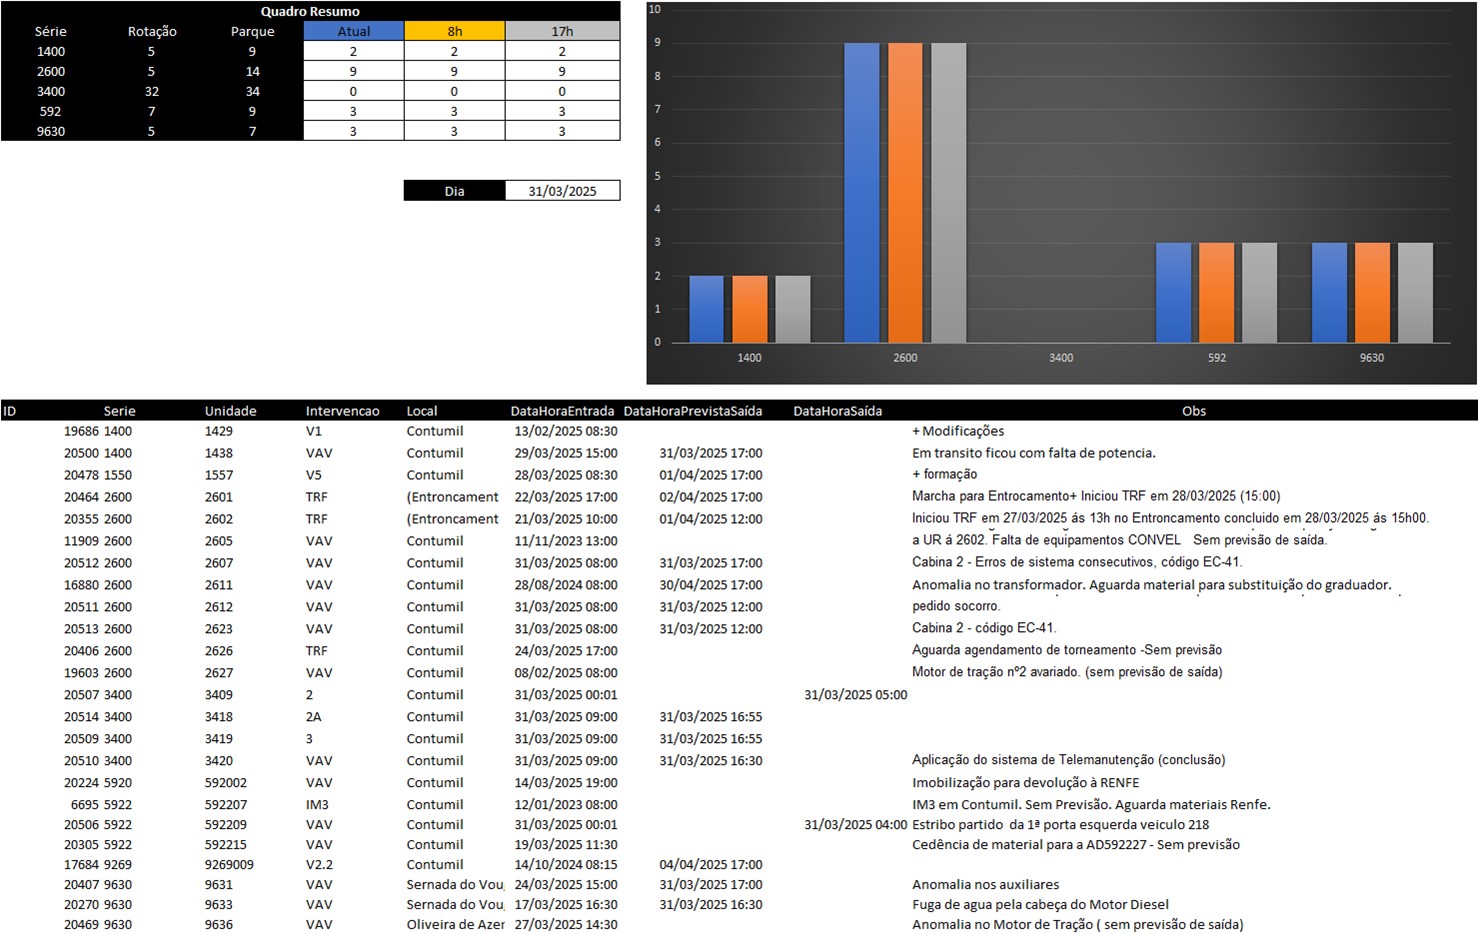 Quadro Resumo
Série Rotação Parque Atual 8h 17h
1400 5 9 2 2 2
2600 5 14 9 9 9
3400 32 34 0 0 0
592 7 9 3 3 3
9630 5 7 3 3 3
Dia 31/03/2025
10
9
8
7
6
5
4
3
2
1
0
1400 2600 3400 592 9630
ID Serie Unidade Intervencao Local DataHoraEntrada DataHoraPrevistaSaída DataHoraSaída Obs
19686 1400 1429 V1 Contumil 13/02/2025 08:30 + Modificações
20500 1400 1438 VAV Contumil 29/03/2025 15:00 31/03/2025 17:00 Em transito ficou com falta de potencia.
20478 1550 1557 V5 Contumil 28/03/2025 08:30 01/04/2025 17:00 + formação
20464 2600 2601 TRF (Entroncament 22/03/2025 17:00 02/04/2025 17:00 Marcha para Entrocamento+ Iniciou TRF em 28/03/2025 (15:00)
20355 2600 2602 TRF (Entroncament 21/03/2025 10:00 01/04/2025 12:00 Iniciou TRF em 27/03/2025 ás 13h no Entroncamento concluido em 28/03/2025 ás 15h00.
11909 2600 2605 VAV Contumil 11/11/2023 13:00 a UR á 2602. Falta de equipamentos CONVEL Sem previsão de saída.
20512 2600 2607 VAV Contumil 31/03/2025 08:00 31/03/2025 17:00 Cabina 2 - Erros de sistema consecutivos, código EC-41.
16880 2600 2611 VAV Contumil 28/08/2024 08:00 30/04/2025 17:00 Anomalia no transformador. Aguarda material para substituição do graduador.
20511 2600 2612 VAV Contumil 31/03/2025 08:00 31/03/2025 12:00 pedido socorro.
20513 2600 2623 VAV Contumil 31/03/2025 08:00 31/03/2025 12:00 Cabina 2 - código EC-41.
20406 2600 2626 TRF Contumil 24/03/2025 17:00 Aguarda agendamento de torneamento -Sem previsão
19603 2600 2627 VAV Contumil 08/02/2025 08:00 Motor de tração nº2 avariado. (sem previsão de saída)
20507 3400 3409 2 Contumil 31/03/2025 00:01 31/03/2025 05:00
20514 3400 3418 2A Contumil 31/03/2025 09:00 31/03/2025 16:55
20509 3400 3419 3 Contumil 31/03/2025 09:00 31/03/2025 16:55
20510 3400 3420 VAV Contumil 31/03/2025 09:00 31/03/2025 16:30 Aplicação do sistema de Telemanutenção (conclusão)
20224 5920 592002 VAV Contumil 14/03/2025 19:00 Imobilização para devolução à RENFE
6695 5922 592207 IM3 Contumil 12/01/2023 08:00 IM3 em Contumil. Sem Previsão. Aguarda materiais Renfe.
20506 5922 592209 VAV Contumil 31/03/2025 00:01 31/03/2025 04:00 Estribo partido da 1ª porta esquerda veiculo 218
20305 5922 592215 VAV Contumil 19/03/2025 11:30 Cedência de material para a AD592227 - Sem previsão
17684 9269 9269009 V2.2 Contumil 14/10/2024 08:15 04/04/2025 17:00
20407 9630 9631 VAV Sernada do Vou 24/03/2025 15:00 31/03/2025 17:00 Anomalia nos auxiliares
20270 9630 9633 VAV Sernada do Vou 17/03/2025 16:30 31/03/2025 16:30 Fuga de agua pela cabeça do Motor Diesel
20469 9630 9636 VAV Oliveira de Azer 27/03/2025 14:30 Anomalia no Motor de Tração ( sem previsão de saída)